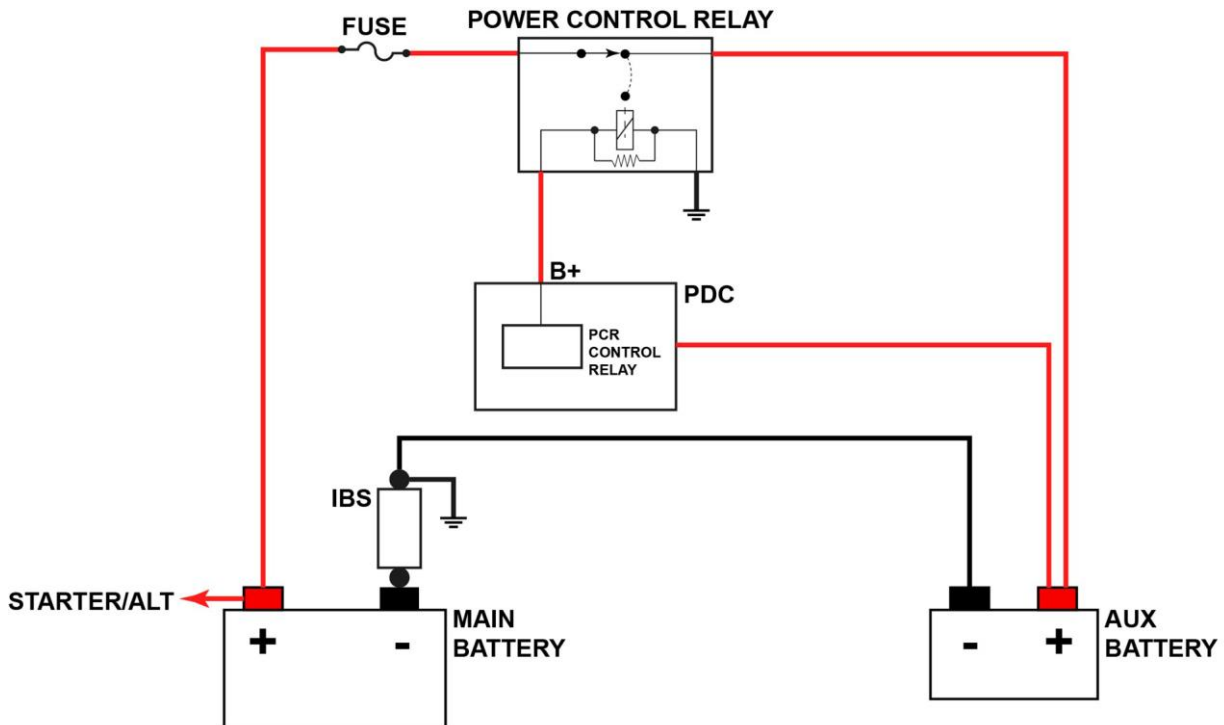 POWER CONTROL RELAY
FUSE
B+
PDC
PCR
CONTROL
RELAY
IBS
STARTER/ALT
+
-
MAIN
BATTERY
-
+
AUX
BATTERY